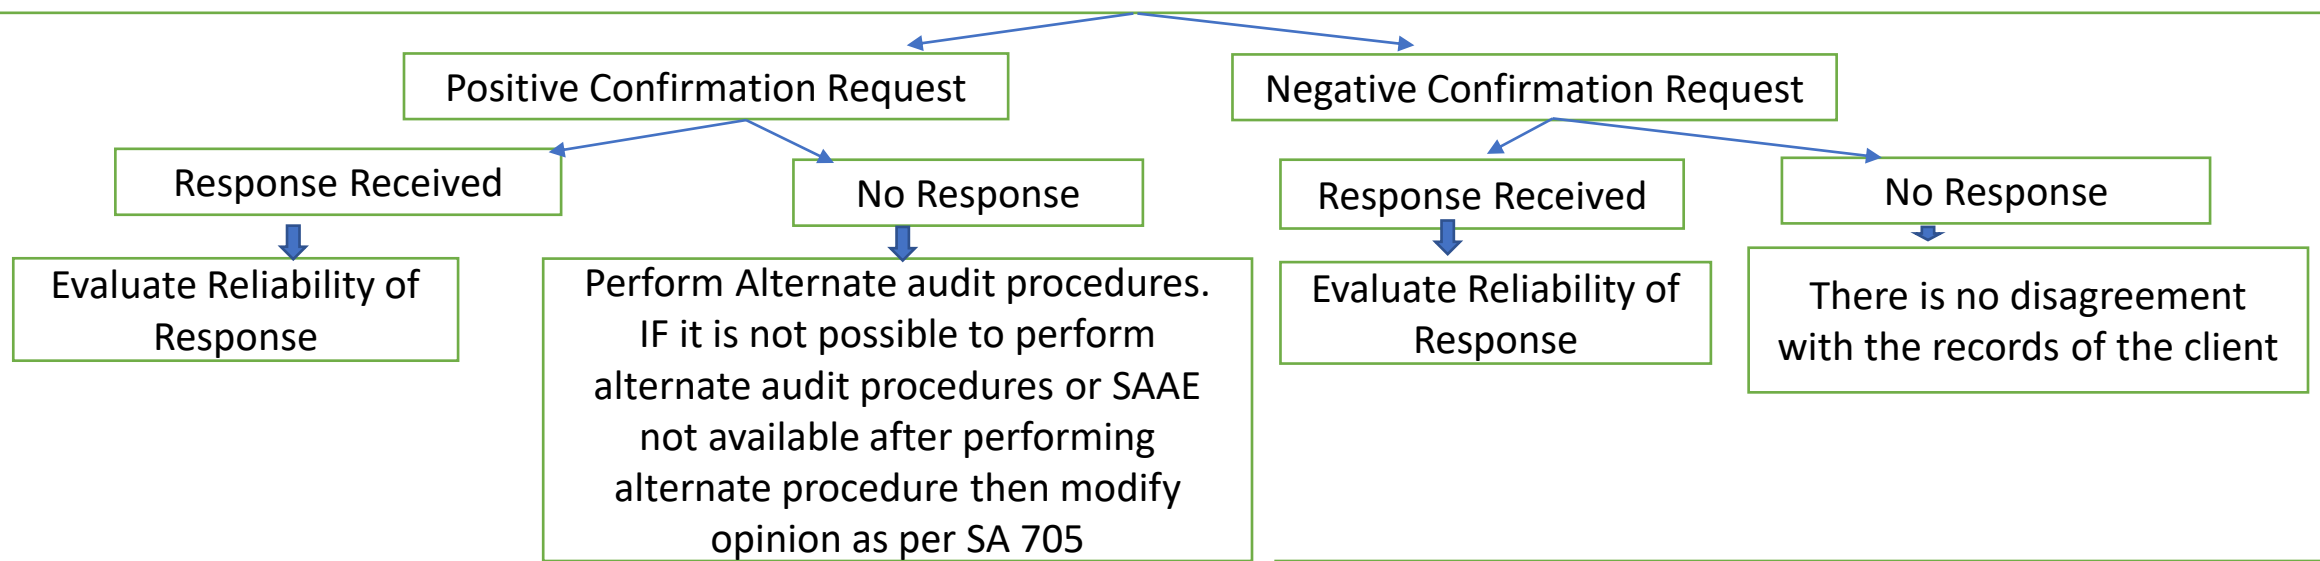 Positive Confirmation Request
Negative Confirmation Request
Response Received
No Response
Response Received
No Response
Evaluate Reliability of
Response
Perform Alternate audit procedures.
IF it is not possible to perform
alternate audit procedures or SAAE
not available after performing
alternate procedure then modify
opinion as per SA 705
Evaluate Reliability of
Response
There is no disagreement
with the records of the client